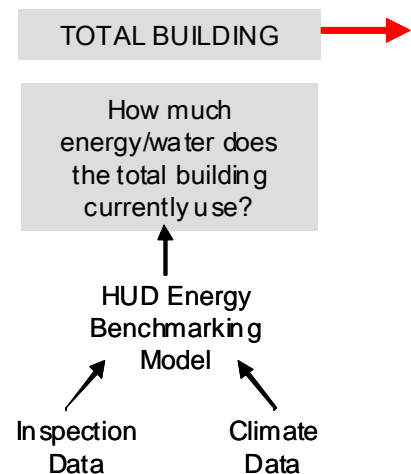 TOTAL BUILDING
How much
energy/water does
the total building
currently use?
HUD Energy
Benchmarking
Model
Inspection
Data
Climate
Data